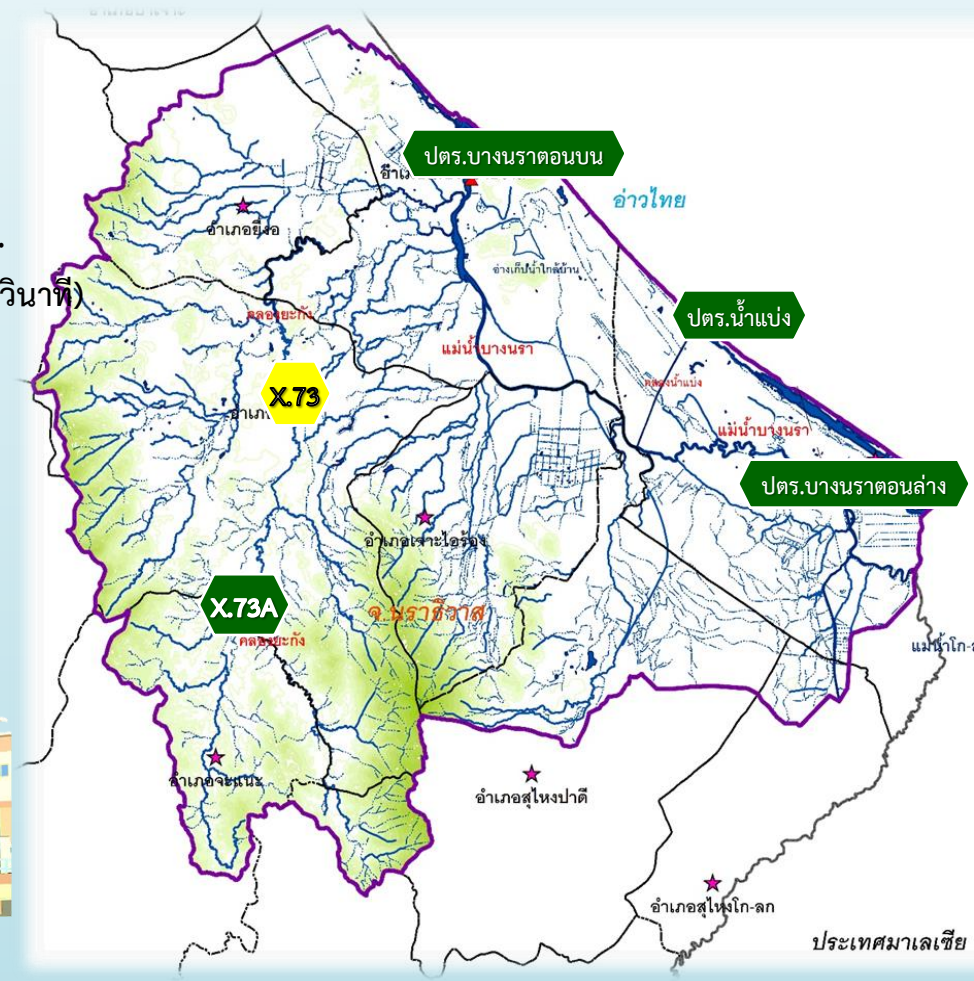 ปตร.บางนราตอนบน
อ่าวไทย
อำเภอยี่งอ
อ่างเก็บน้ำใกล้บ้าน
วินาที)
คลองยะกัง
ปตร.น้ำแบ่ง
แม่น้ำบางนรา
คลองน้ำแบ่ง
X.73
แม่น้ำบางนรา
ปตร.บางนราตอนล่าง
อำเภอเจาะไอร้อง
X.73A
จ.นราธิวาส
คลองยะกัง
อำเภอจะแนะ
อำเภอสุไหงปาดี
อำเภอสุไหงโก-ลก
ประเทศมาเลเซีย